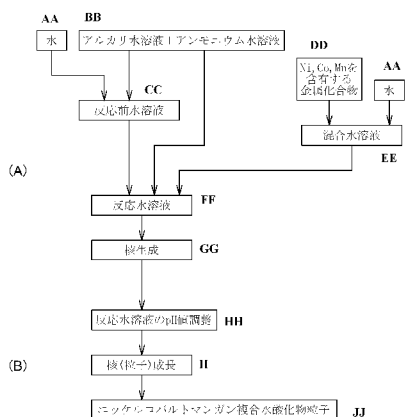 AA
BB
水
アルカリ水溶液+アンモニウム水溶液
DD
Ni,Co,Mnを
含有する
金属化合物
AA
水
CC
反応前水溶液
混合水溶液
EE
(A)
反応水溶液
FF
核生成
GG
反応水溶液のpH値調整
HH
(B)
核(粒子)成長
II
ニッケルコバルトマンガン複合水酸化物粒子
JJ